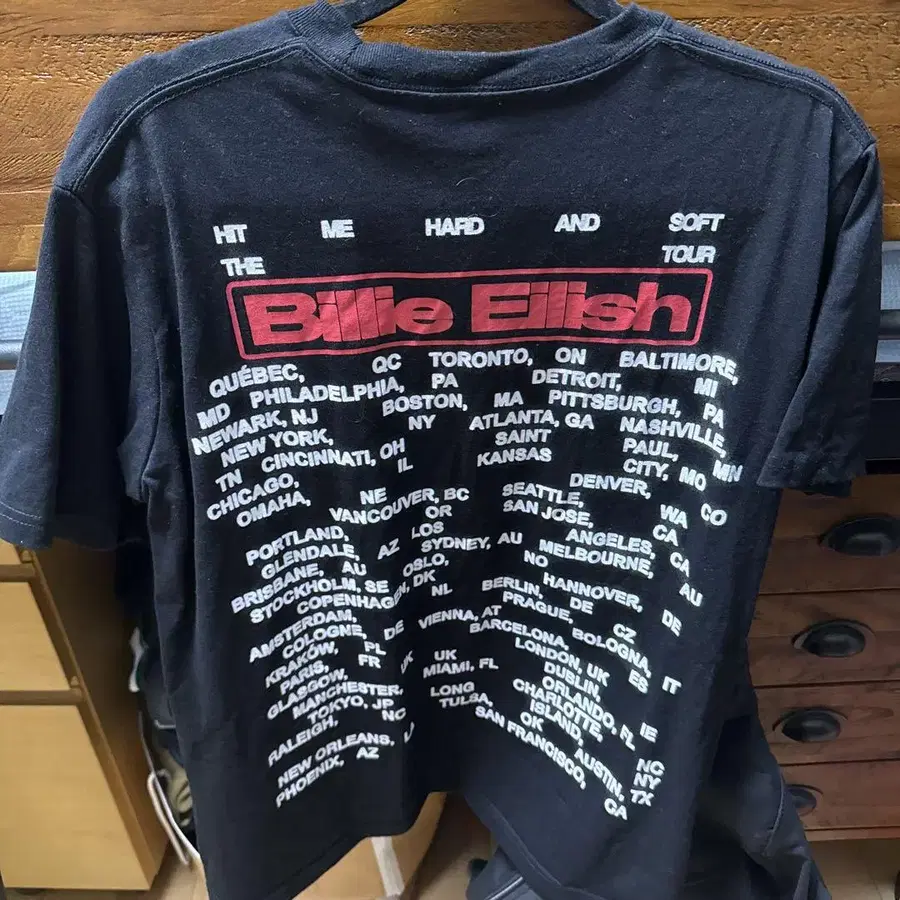 HIT ME HARD AND SOFT
THE TOUR
Billie Eilish
QUÉBEC, QC TORONTO, ON BALTIMORE,
MD PHILADELPHIA, PA DETROIT, MI
NEWARK, NJ BOSTON, MA PITTSBURGH, PA
NEW YORK, NY ATLANTA, GA NASHVILLE,
TN CINCINNATI, OH SAINT PAUL, MN
CHICAGO, IL KANSAS CITY, MO
OMAHA, NE DENVER, CO
VANCOUVER, BC SEATTLE, WA
PORTLAND, OR SAN JOSE, CA
GLENDALE, AZ LOS ANGELES, CA
BRISBANE, AU SYDNEY, AU MELBOURNE, AU
STOCKHOLM, SE OSLO, NO HANNOVER, DE
COPENHAGEN, DK BERLIN, DE
AMSTERDAM, NL PRAGUE, CZ
COLOGNE, DE VIENNA, AT BOLOGNA, IT
KRAKÓW, PL BARCELONA, ES
PARIS, FR LONDON, UK
GLASGOW, UK DUBLIN, IE
MANCHESTER, UK
TOKYO, JP MIAMI, FL ORLANDO, FL
RALEIGH, NC CHARLOTTE, NC
LONG ISLAND, NY
NEW ORLEANS, TULSA, OK AUSTIN, TX
PHOENIX, AZ SAN FRANCISCO, CA